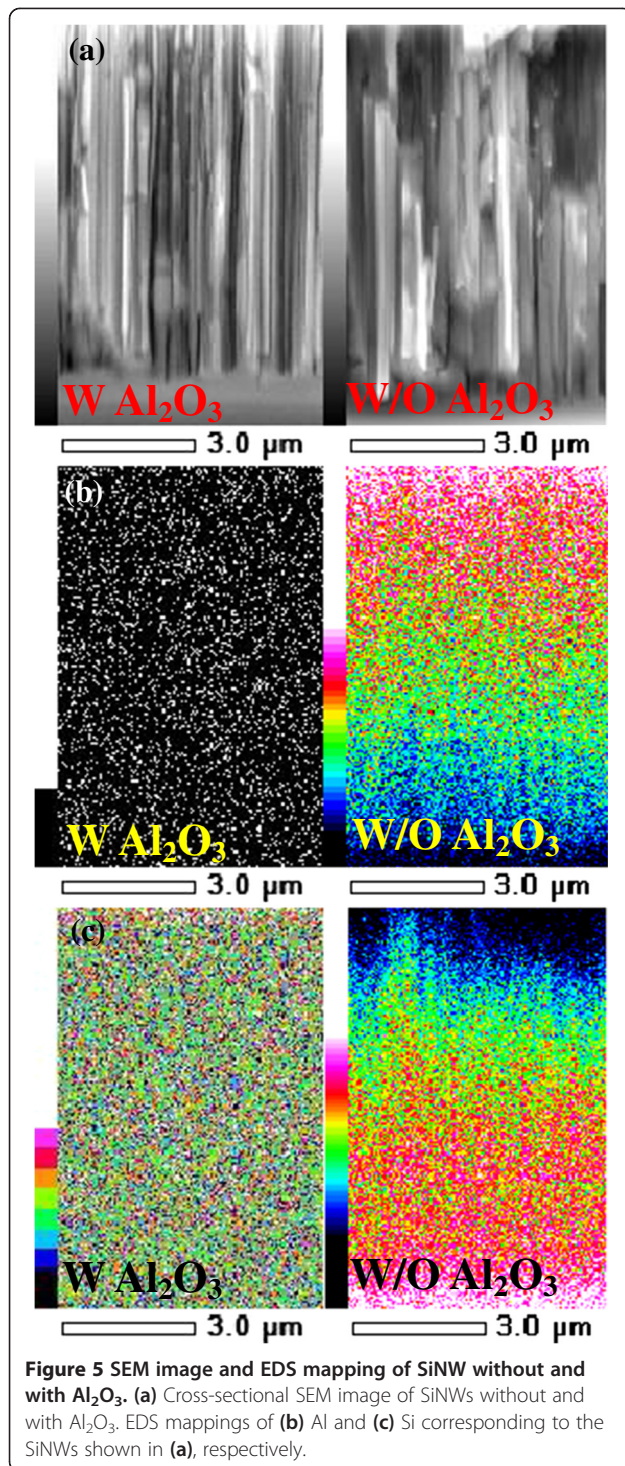 (a)
W Al₂O₃ W/O Al₂O₃
3.0 µm 3.0 µm
(b)
W Al₂O₃ W/O Al₂O₃
3.0 µm 3.0 µm
(c)
W Al₂O₃ W/O Al₂O₃
3.0 µm 3.0 µm
Figure 5 SEM image and EDS mapping of SiNW without and
with Al₂O₃. (a) Cross-sectional SEM image of SiNWs without and
with Al₂O₃. EDS mappings of (b) Al and (c) Si corresponding to the
SiNWs shown in (a), respectively.